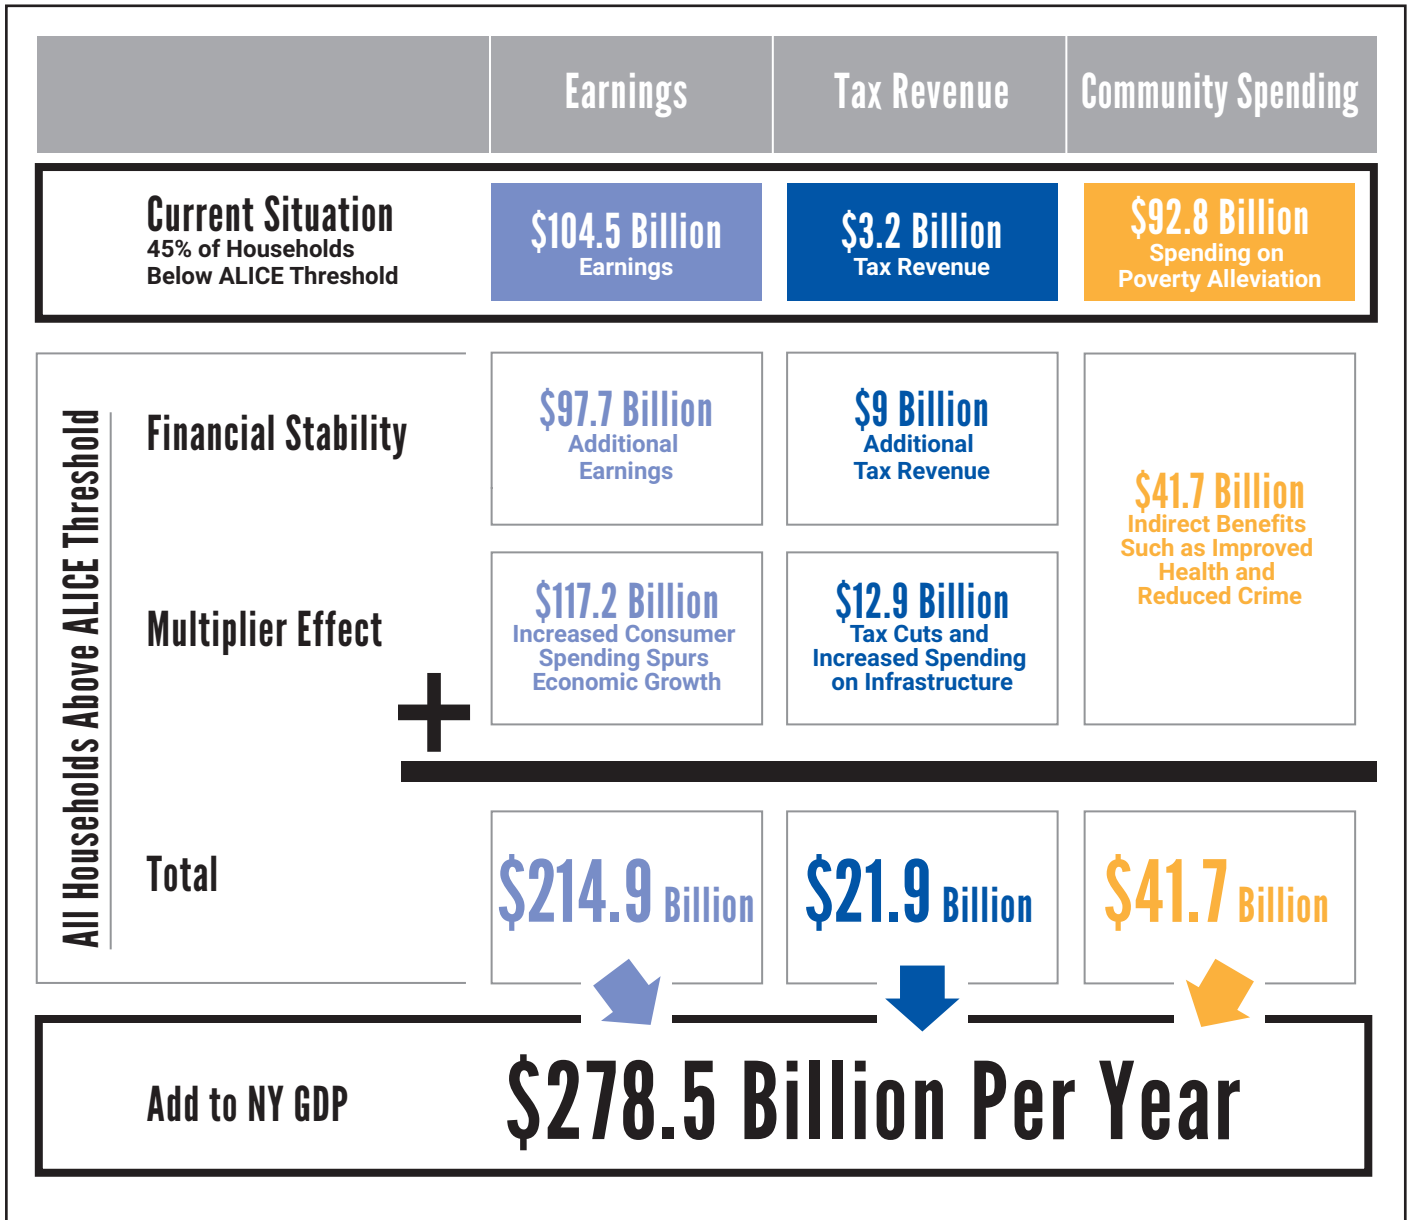 Earnings
Tax Revenue
Community Spending
Current Situation
45% of Households
Below ALICE Threshold
$104.5 Billion
Earnings
$3.2 Billion
Tax Revenue
$92.8 Billion
Spending on
Poverty Alleviation
All Households Above ALICE Threshold
Financial Stability
$97.7 Billion
Additional
Earnings
$9 Billion
Additional
Tax Revenue
$41.7 Billion
Indirect Benefits
Such as Improved
Health and
Reduced Crime
Multiplier Effect
$117.2 Billion
Increased Consumer
Spending Spurs
Economic Growth
$12.9 Billion
Tax Cuts and
Increased Spending
on Infrastructure
+
Total
$214.9 Billion
$21.9 Billion
$41.7 Billion
Add to NY GDP
$278.5 Billion Per Year